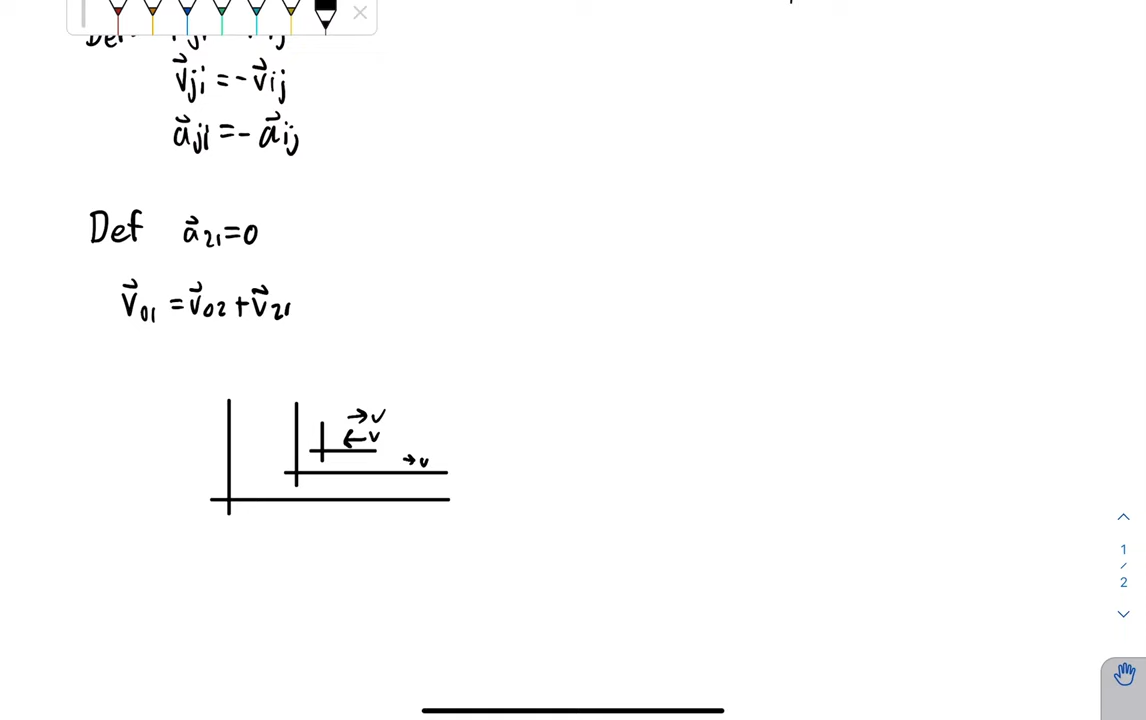 v⃗ji = - v⃗ij
a⃗ji = - a⃗ij
Def a⃗21 = 0
v⃗01 = v⃗02 + v⃗21
→ v
← v
→ v
1
/
2